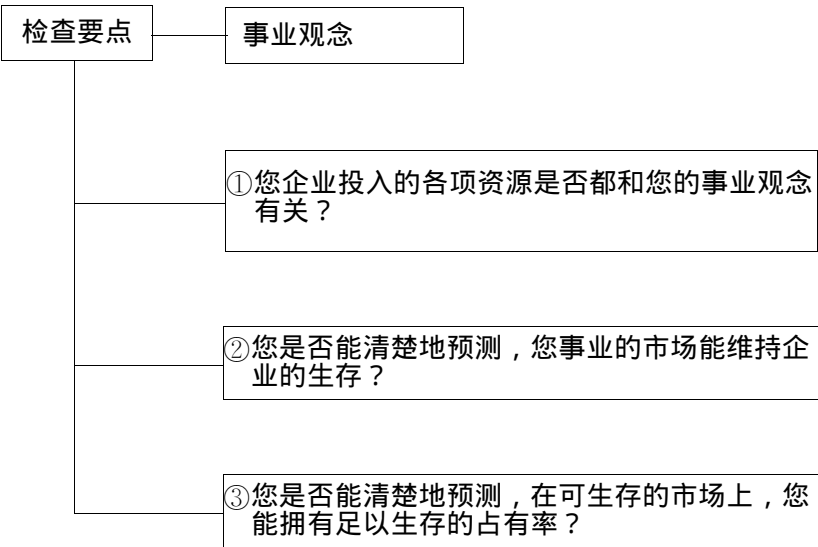 检查要点
事业观念
①您企业投入的各项资源是否都和您的事业观念
有关？
②您是否能清楚地预测，您事业的市场能维持企
业的生存？
③您是否能清楚地预测，在可生存的市场上，您
能拥有足以生存的占有率？